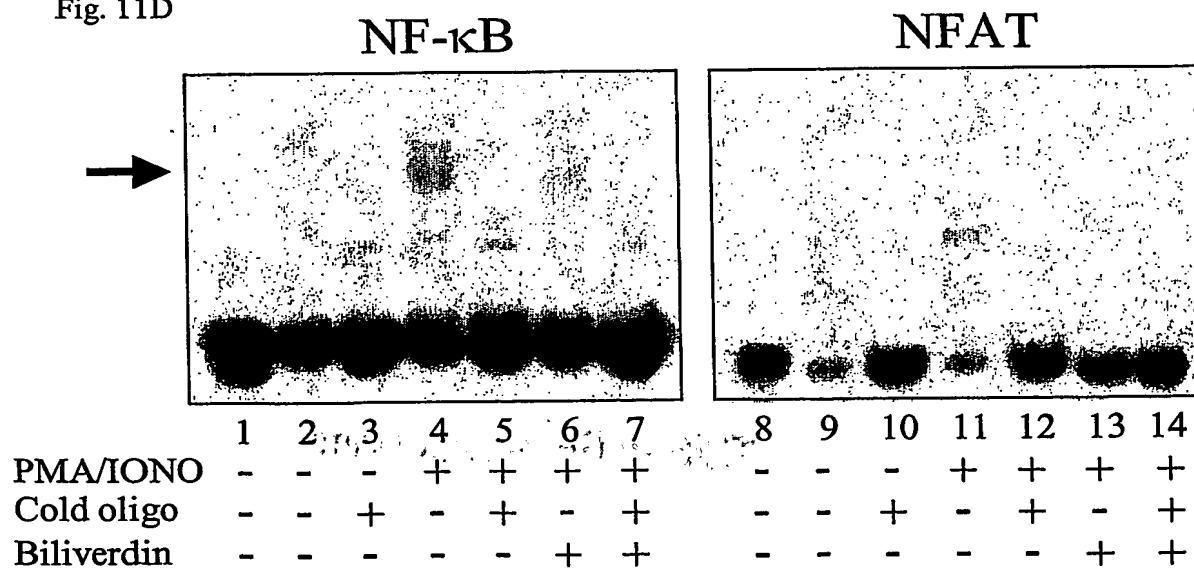 Fig. 11D
NF-κB NFAT
1 2 3 4 5 6 7 8 9 10 11 12 13 14
PMA/IONO - - - + + + + - - - + + + +
Cold oligo - - + - + - + - - + - + - +
Biliverdin - - - - - + + - - - - - + +